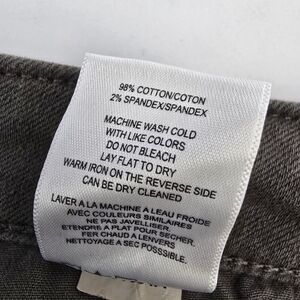 98% COTTON/COTON
2% SPANDEX/SPANDEX
MACHINE WASH COLD
WITH LIKE COLORS
DO NOT BLEACH
LAY FLAT TO DRY
WARM IRON ON THE REVERSE SIDE
CAN BE DRY CLEANED
LAVER A LA MACHINE A L'EAU FROIDE
AVEC COULEURS SIMILAIRES
NE PAS JAVELLISER.
ETENDRE A PLAT POUR SECHER
FER CHAUD A L'ENVERS
NETTOYAGE A SEC POSSSIBLE.